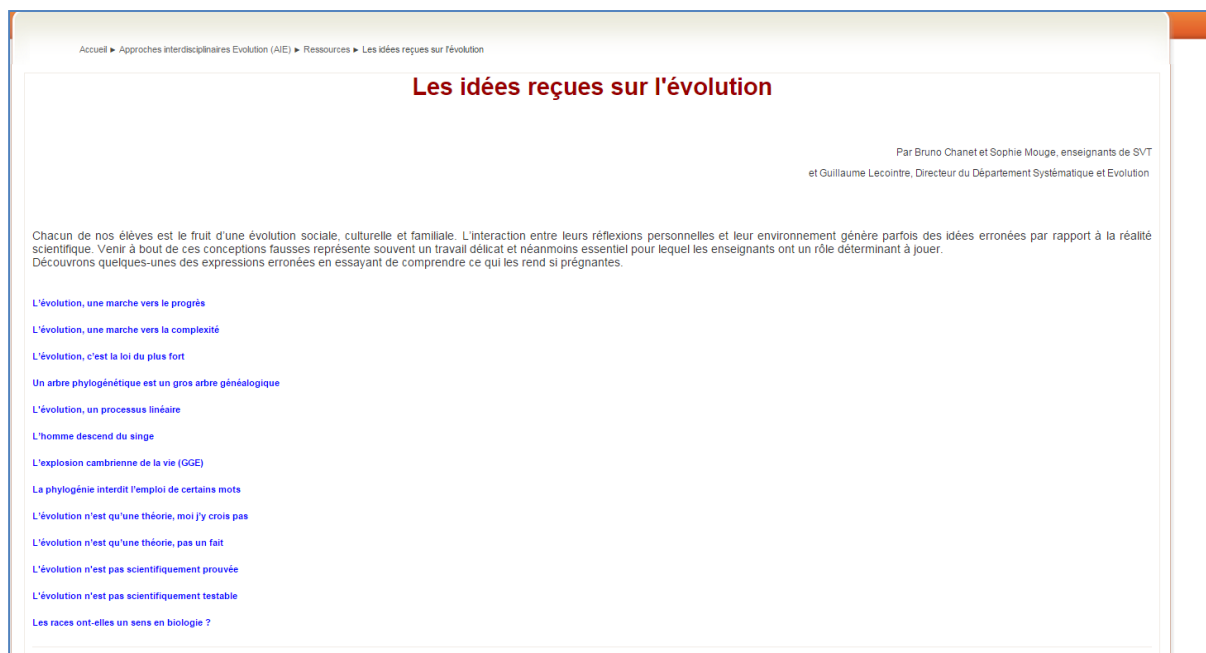 Accueil ► Approches interdisciplinaires Evolution (AIE) ► Ressources ► Les idées reçues sur l'évolution
Les idées reçues sur l'évolution
Par Bruno Chanet et Sophie Mouge, enseignants de SVT
et Guillaume Lecointre, Directeur du Département Systématique et Evolution
Chacun de nos élèves est le fruit d'une évolution sociale, culturelle et familiale. L'interaction entre leurs réflexions personnelles et leur environnement génère parfois des idées erronées par rapport à la réalité
scientifique. Venir à bout de ces conceptions fausses représente souvent un travail délicat et néanmoins essentiel pour lequel les enseignants ont un rôle déterminant à jouer.
Découvrons quelques-unes des expressions erronées en essayant de comprendre ce qui les rend si prégnantes.
L'évolution, une marche vers le progrès
L'évolution, une marche vers la complexité
L'évolution, c'est la loi du plus fort
Un arbre phylogénétique est un gros arbre généalogique
L'évolution, un processus linéaire
L'homme descend du singe
L'explosion cambrienne de la vie (GGE)
La phylogénie interdit l'emploi de certains mots
L'évolution n'est qu'une théorie, moi j'y crois pas
L'évolution n'est qu'une théorie, pas un fait
L'évolution n'est pas scientifiquement prouvée
L'évolution n'est pas scientifiquement testable
Les races ont-elles un sens en biologie ?